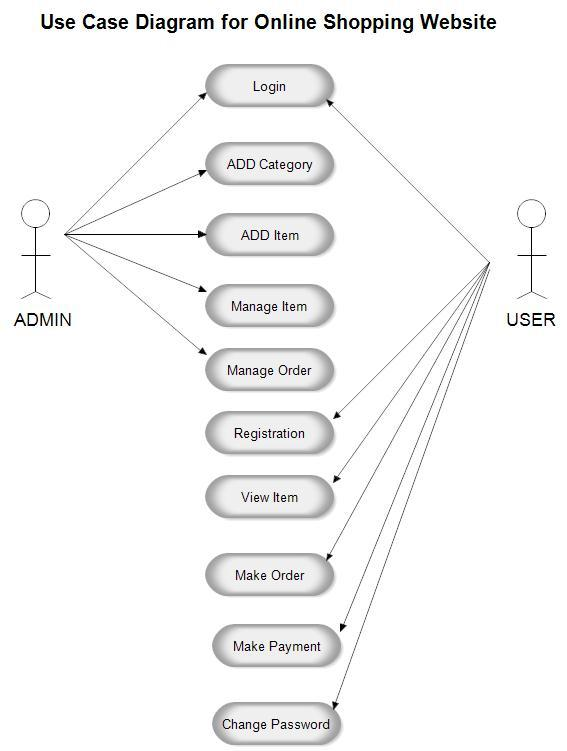 Use Case Diagram for Online Shopping Website
Login
ADD Category
ADD Item
ADMIN
USER
Manage Item
Manage Order
Registration
View Item
Make Order
Make Payment
Change Password